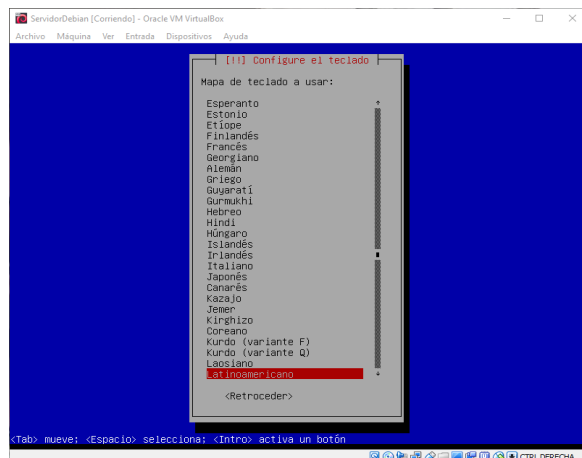 ServidorDebian [Corriendo] - Oracle VM VirtualBox
Archivo Máquina Ver Entrada Dispositivos Ayuda
[!!] Configure el teclado
Mapa de teclado a usar:
Esperanto
Estonio
Etíope
Finlandés
Francés
Georgiano
Alemán
Griego
Guyaratí
Gurmukhi
Hebreo
Hindi
Húngaro
Islandés
Irlandés
Italiano
Japonés
Canarés
Kazajo
Jemer
Kirghizo
Coreano
Kurdo (variante F)
Kurdo (variante Q)
Laosiano
Latinoamericano
<Retroceder>
<Tab> mueve; <Espacio> selecciona; <Intro> activa un botón
CTRL DERECHA